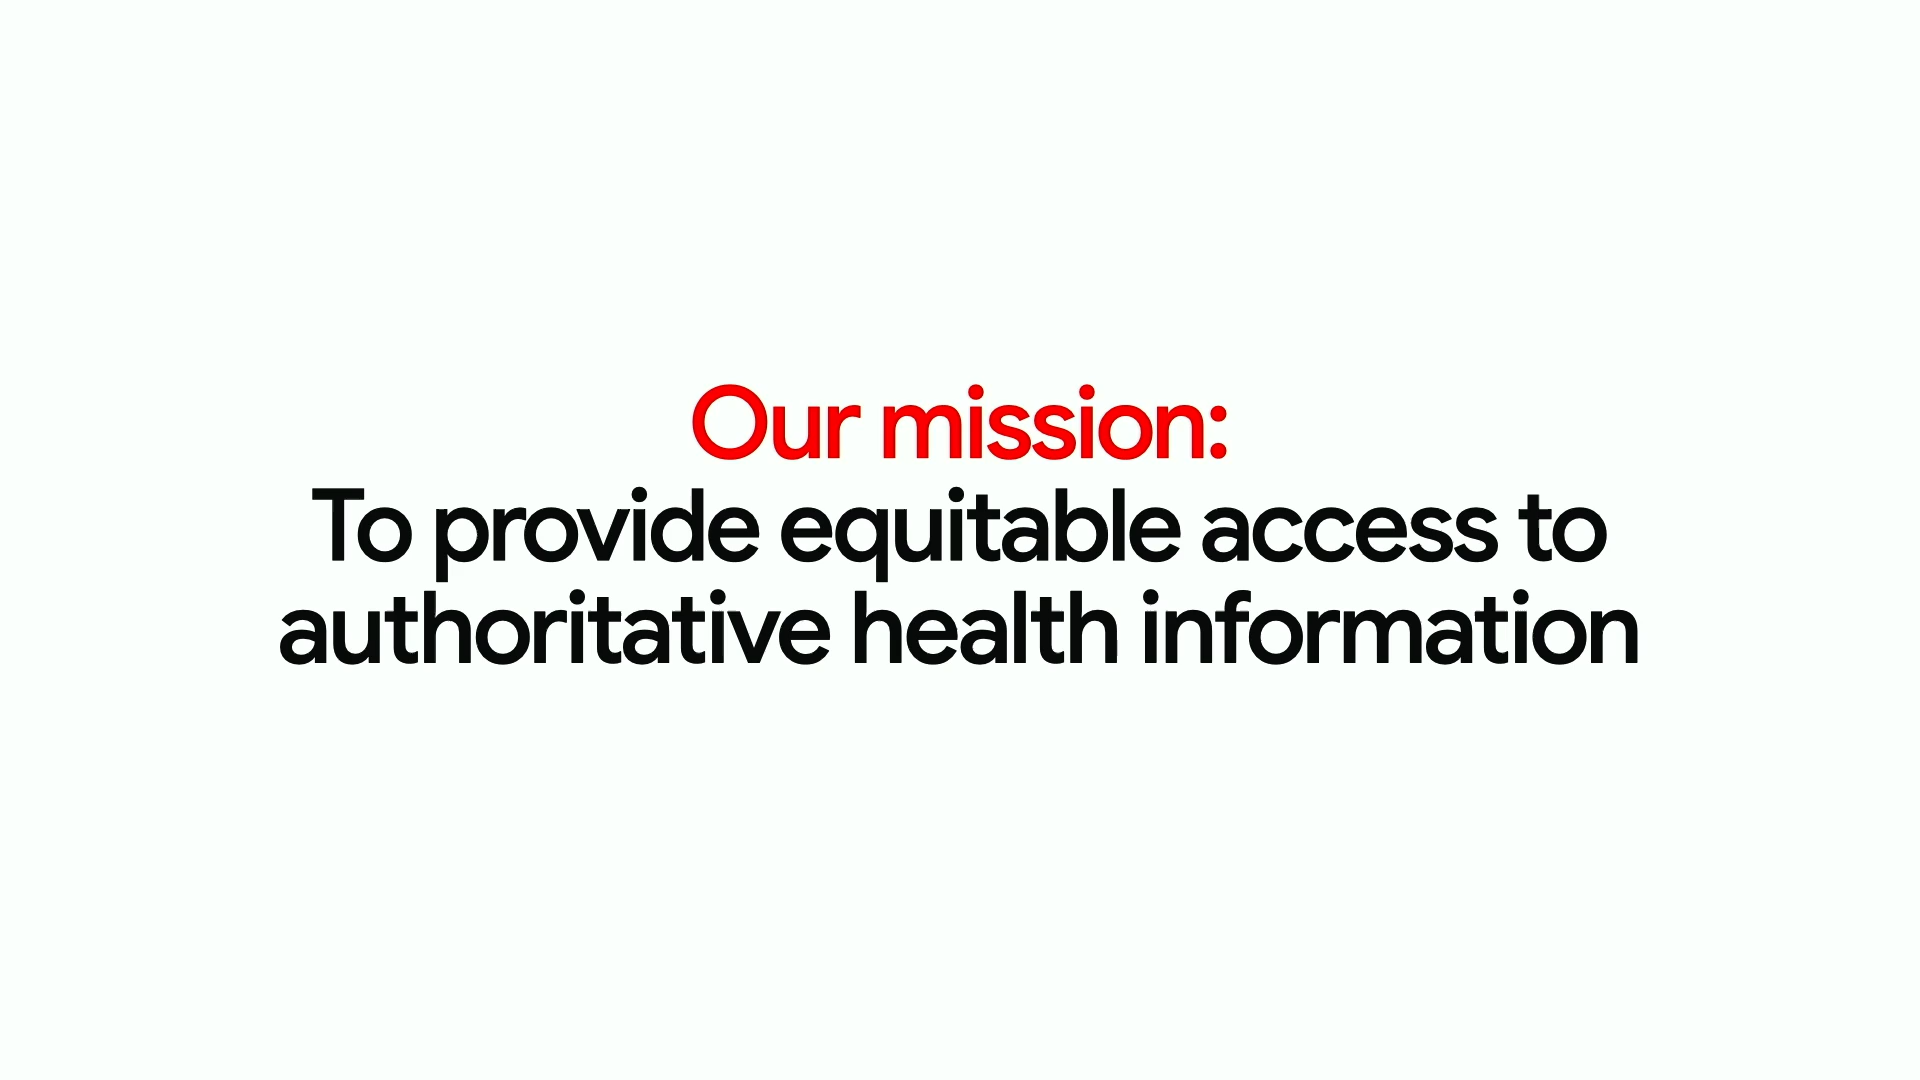 Our mission:
To provide equitable access to
authoritative health information